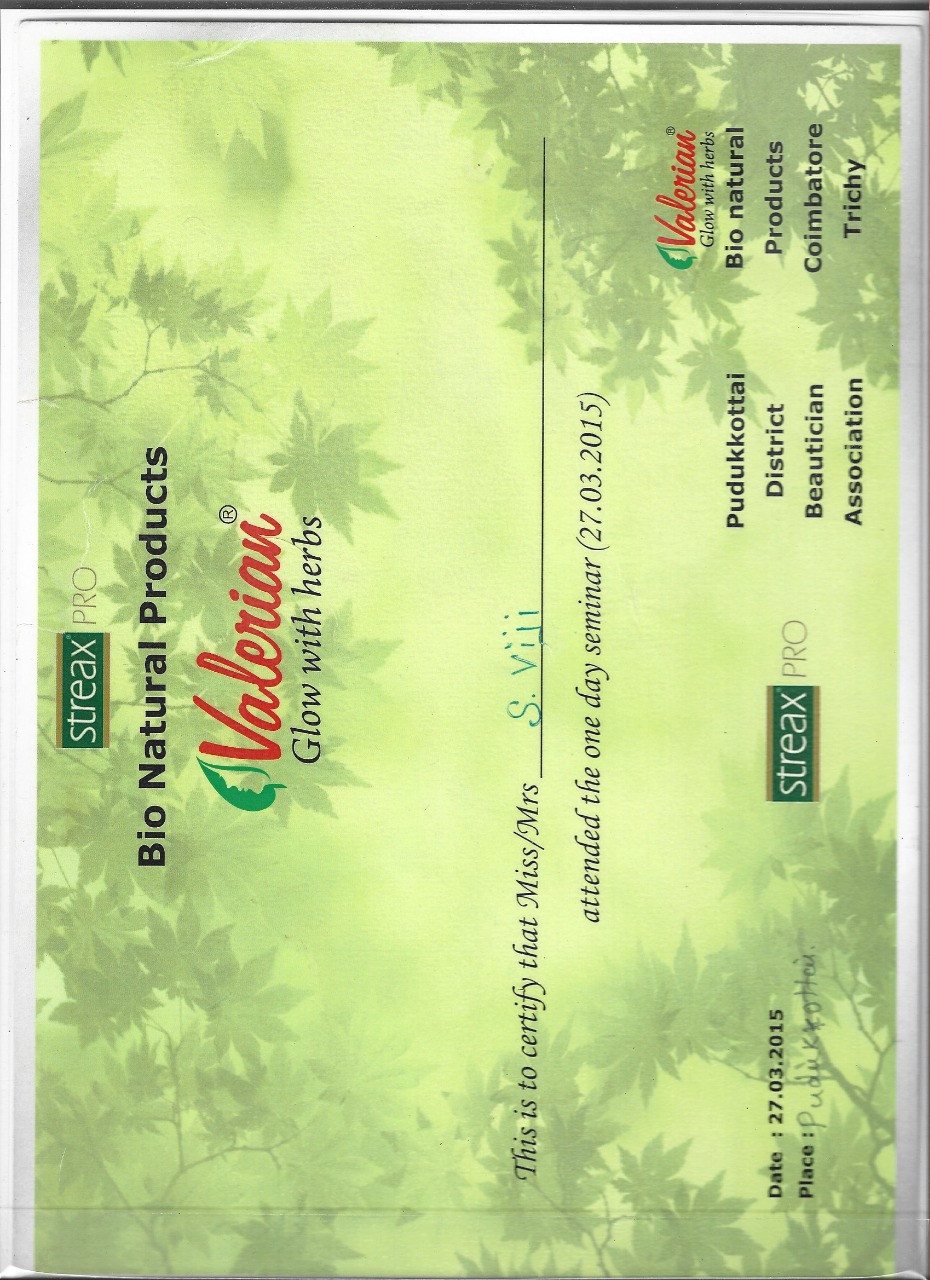 streax PRO
Bio Natural Products
Valerian®
Glow with herbs
This is to certify that Miss/Mrs S. Viji
attended the one day seminar (27.03.2015)
Date : 27.03.2015
Place : Pudukkottai.
streax PRO
Pudukkottai
District
Beautician
Association
Valerian®
Glow with herbs
Bio natural
Products
Coimbatore
Trichy